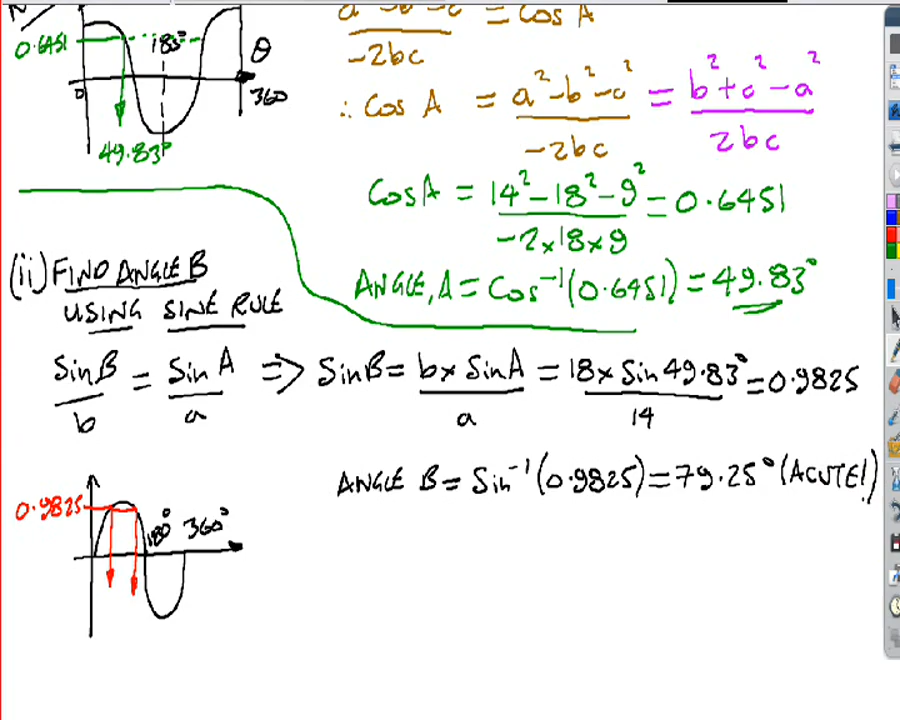 a² - b² - c² = Cos A
-2bc
0.6451
183°
θ
0
360
49.83°
∴ Cos A = a² - b² - c² = b² + c² - a²
-2bc
2bc
Cos A = 14² - 18² - 9² = 0.6451
-2 x 18 x 9
ANGLE, A = Cos⁻¹(0.6451) = 49.83°
(ii) FIND ANGLE B
USING SINE RULE
Sin B = Sin A => Sin B = b x Sin A = 18 x Sin 49.83° = 0.9825
b
a
a
14
ANGLE B = Sin⁻¹(0.9825) = 79.25° (ACUTE!)
0.9825
180° 360°